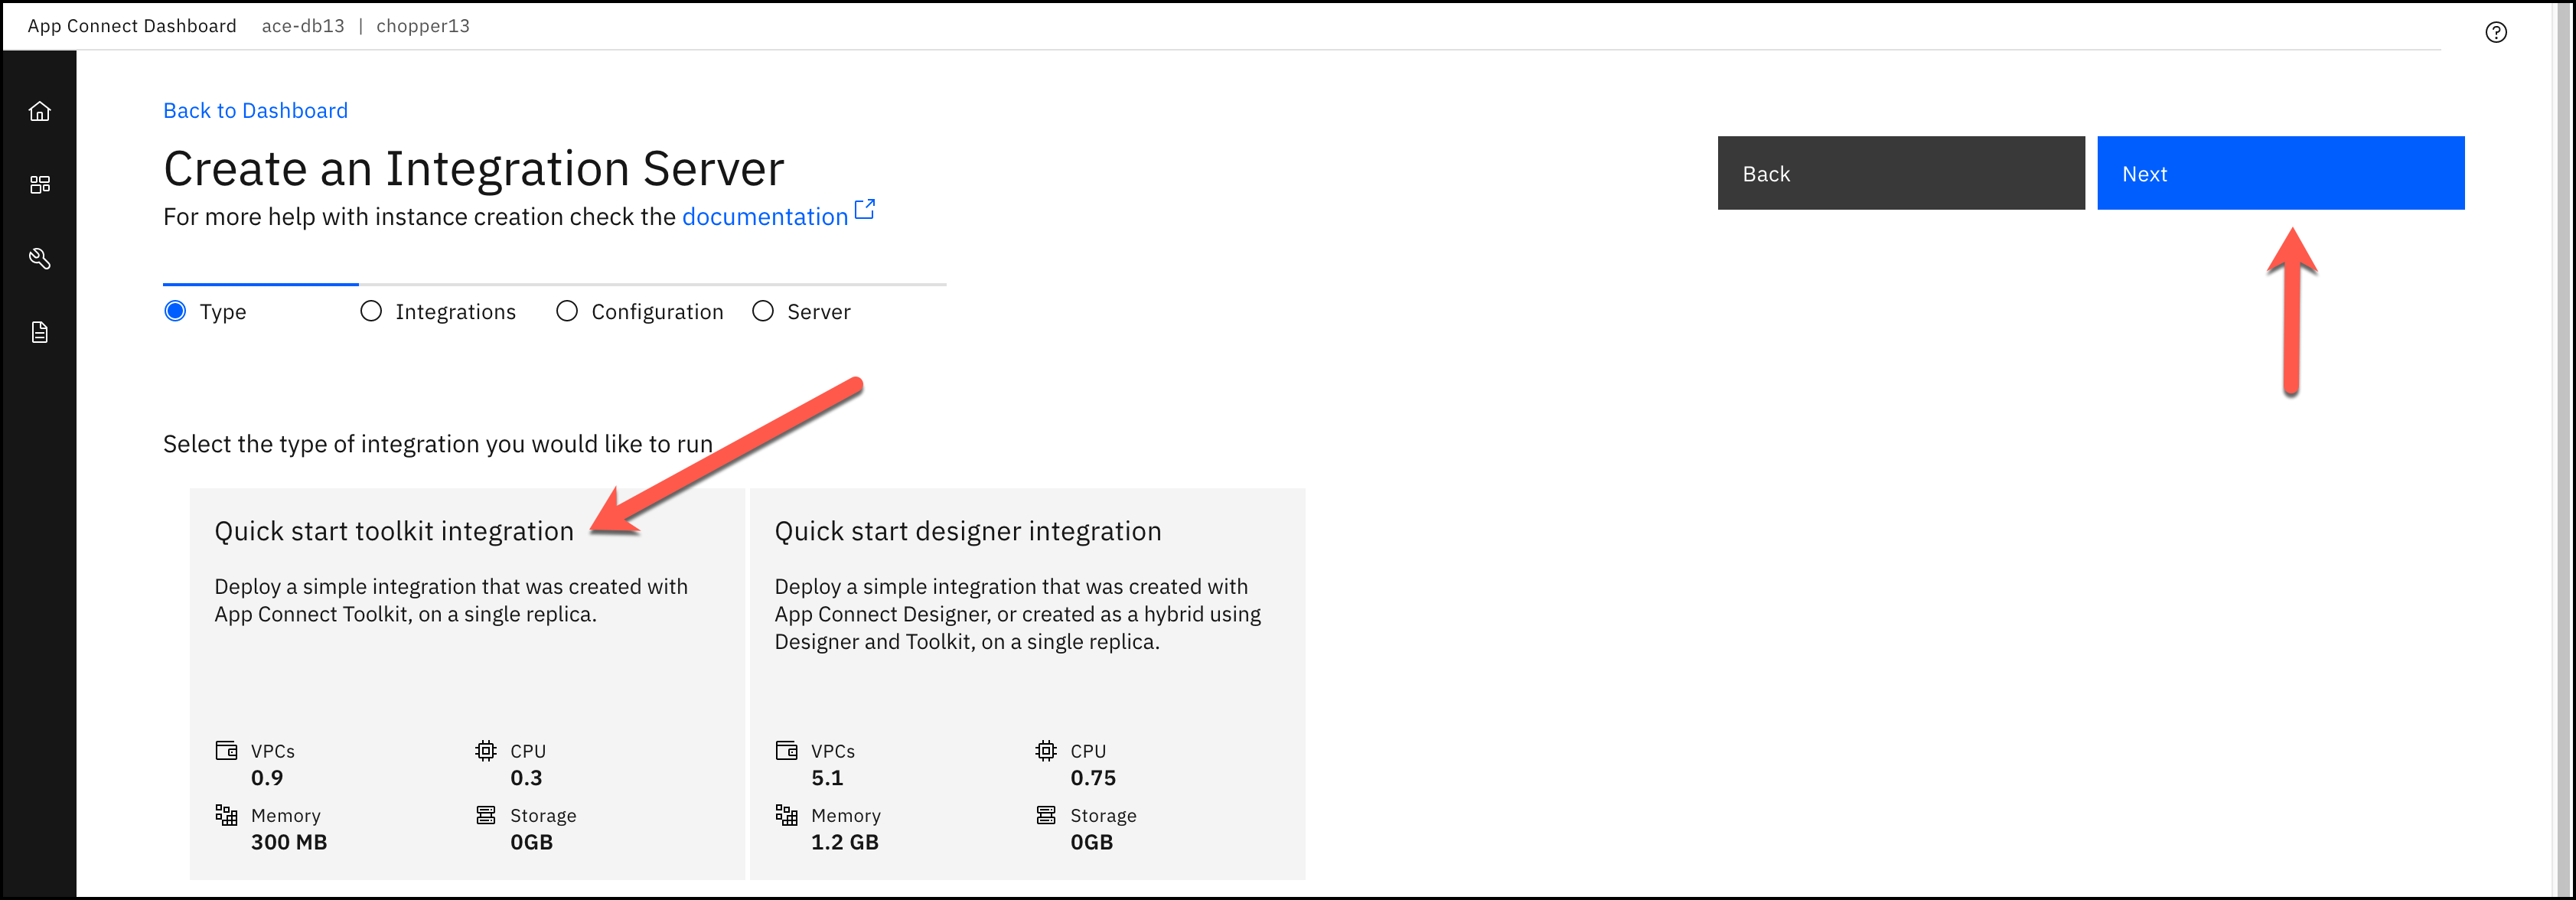 App Connect Dashboard ace-db13 | chopper13
Back to Dashboard
Create an Integration Server
For more help with instance creation check the documentation
Back
Next
Type
Integrations
Configuration
Server
Select the type of integration you would like to run
Quick start toolkit integration
Deploy a simple integration that was created with
App Connect Toolkit, on a single replica.
VPCs
0.9
CPU
0.3
Memory
300 MB
Storage
0GB
Quick start designer integration
Deploy a simple integration that was created with
App Connect Designer, or created as a hybrid using
Designer and Toolkit, on a single replica.
VPCs
5.1
CPU
0.75
Memory
1.2 GB
Storage
0GB